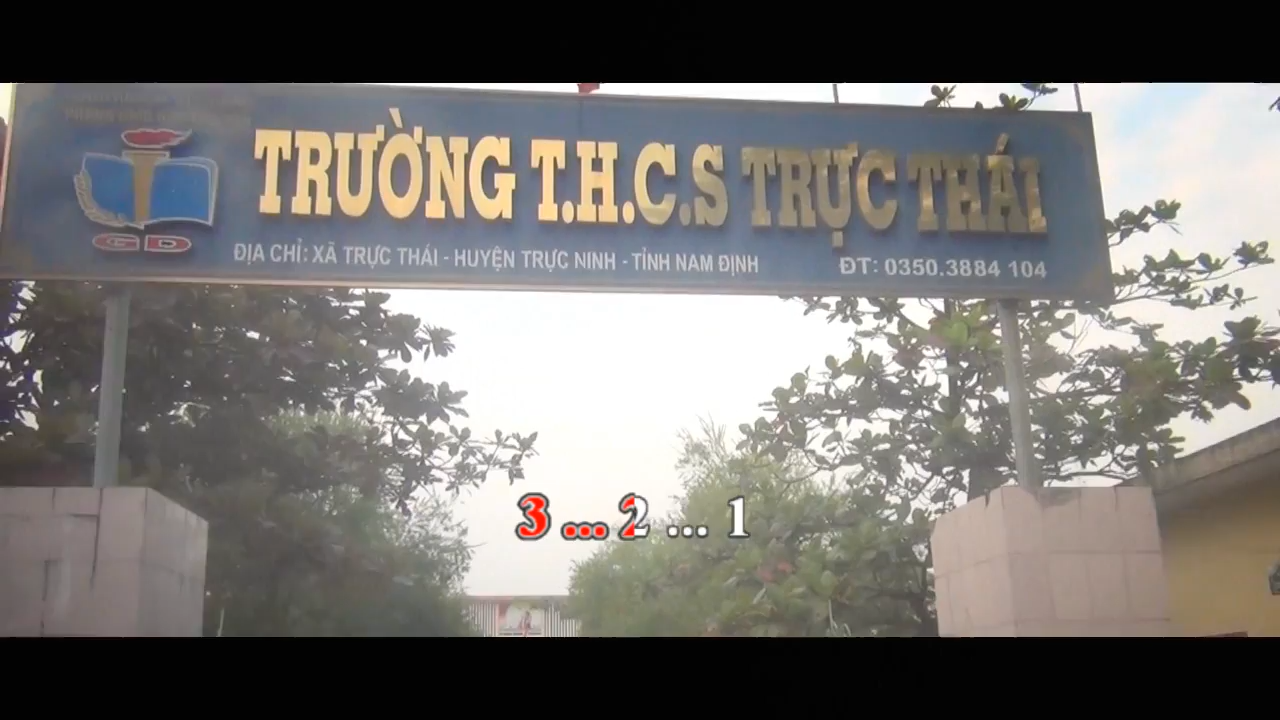 TRƯỜNG T.H.C.S TRỰC THÁI
GD
ĐỊA CHỈ: XÃ TRỰC THÁI - HUYỆN TRỰC NINH - TỈNH NAM ĐỊNH
ĐT: 0350.3884 104
3 ... 2 ... 1